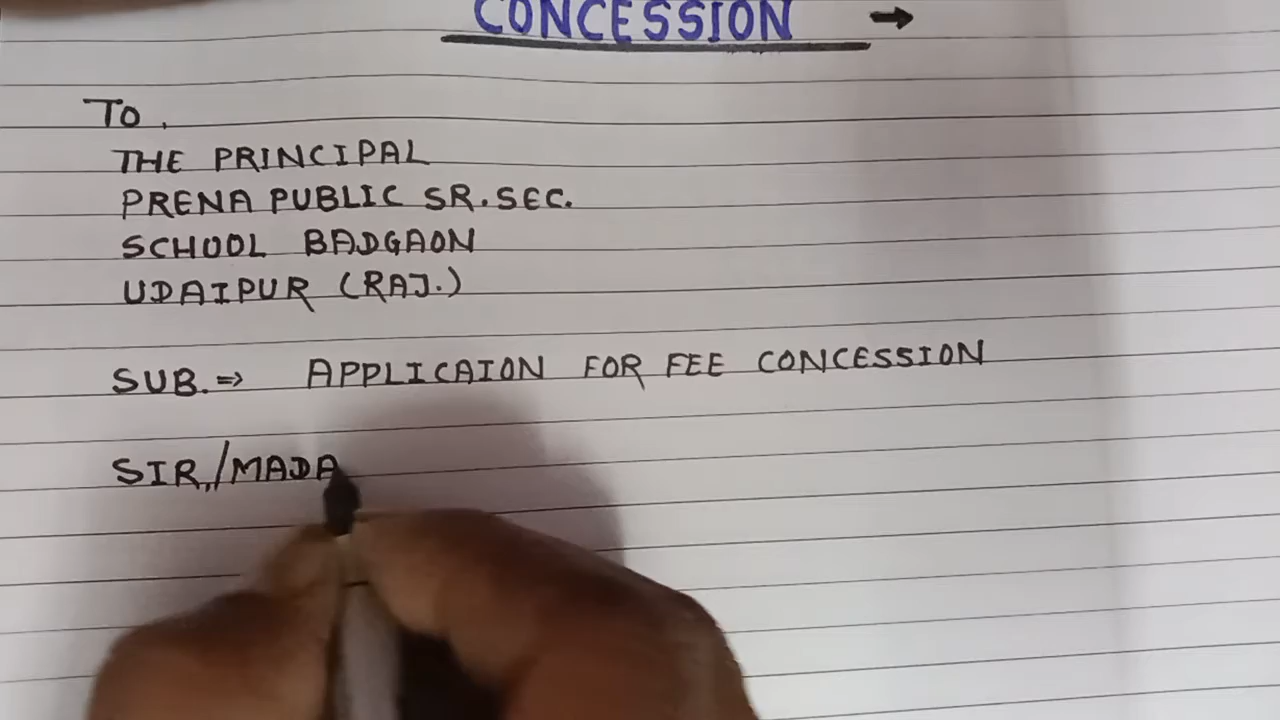 CONCESSION →
To,
THE PRINCIPAL
PRENA PUBLIC SR.SEC.
SCHOOL BADGAON
UDAIPUR (RAJ.)
SUB. ⇒ APPLICAION FOR FEE CONCESSION
SIR,/MADA